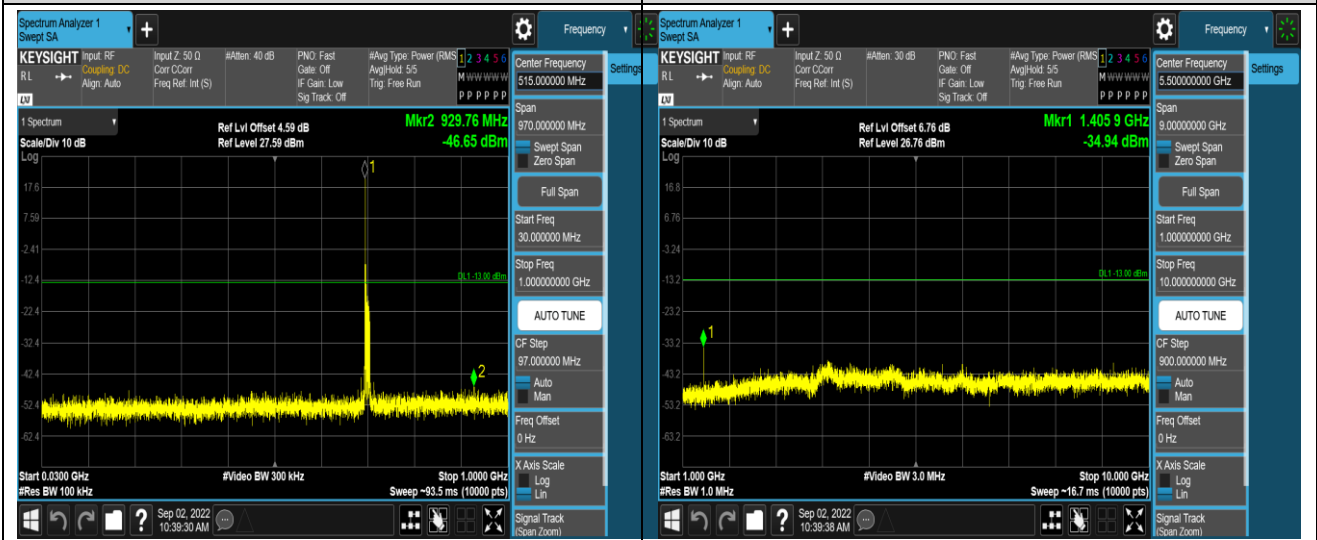 Spectrum Analyzer 1
Swept SA
+
Frequency
KEYSIGHT
RL
LXI
Input: RF
Coupling: DC
Align: Auto
Input Z: 50 Ω
Corr CCorr
Freq Ref: Int (S)
#Atten: 40 dB
PNO: Fast
Gate: Off
IF Gain: Low
Sig Track: Off
#Avg Type: Power (RMS
Avg|Hold: 5/5
Trig: Free Run
1 2 3 4 5 6
M W W W W W
P P P P P P
Center Frequency
515.000000 MHz
Settings
1 Spectrum
Scale/Div 10 dB
Log
Ref Lvl Offset 4.59 dB
Ref Level 27.59 dBm
Mkr2 929.76 MHz
-46.65 dBm
Span
970.000000 MHz
Swept Span
Zero Span
Full Span
Start Freq
30.000000 MHz
Stop Freq
1.000000000 GHz
AUTO TUNE
CF Step
97.000000 MHz
Auto
Man
Freq Offset
0 Hz
X Axis Scale
Log
Lin
Signal Track
(Span Zoom)
1
17.6
7.59
-2.41
DL1 -13.00 dBm
-12.4
-22.4
-32.4
-42.4
2
-52.4
-62.4
Start 0.0300 GHz
#Res BW 100 kHz
#Video BW 300 kHz
Stop 1.0000 GHz
Sweep ~93.5 ms (10000 pts)
?
Sep 02, 2022
10:39:30 AM
Spectrum Analyzer 1
Swept SA
+
Frequency
KEYSIGHT
RL
LXI
Input: RF
Coupling: DC
Align: Auto
Input Z: 50 Ω
Corr CCorr
Freq Ref: Int (S)
#Atten: 30 dB
PNO: Fast
Gate: Off
IF Gain: Low
Sig Track: Off
#Avg Type: Power (RMS
Avg|Hold: 5/5
Trig: Free Run
1 2 3 4 5 6
M W W W W W
P P P P P P
Center Frequency
5.500000000 GHz
Settings
1 Spectrum
Scale/Div 10 dB
Log
Ref Lvl Offset 6.76 dB
Ref Level 26.76 dBm
Mkr1 1.405 9 GHz
-34.94 dBm
Span
9.00000000 GHz
Swept Span
Zero Span
Full Span
Start Freq
1.000000000 GHz
Stop Freq
10.000000000 GHz
AUTO TUNE
CF Step
900.000000 MHz
Auto
Man
Freq Offset
0 Hz
X Axis Scale
Log
Lin
Signal Track
(Span Zoom)
16.8
6.76
-3.24
DL1 -13.00 dBm
-13.2
-23.2
1
-33.2
-43.2
-53.2
-63.2
Start 1.000 GHz
#Res BW 1.0 MHz
#Video BW 3.0 MHz
Stop 10.000 GHz
Sweep ~16.7 ms (10000 pts)
?
Sep 02, 2022
10:39:38 AM